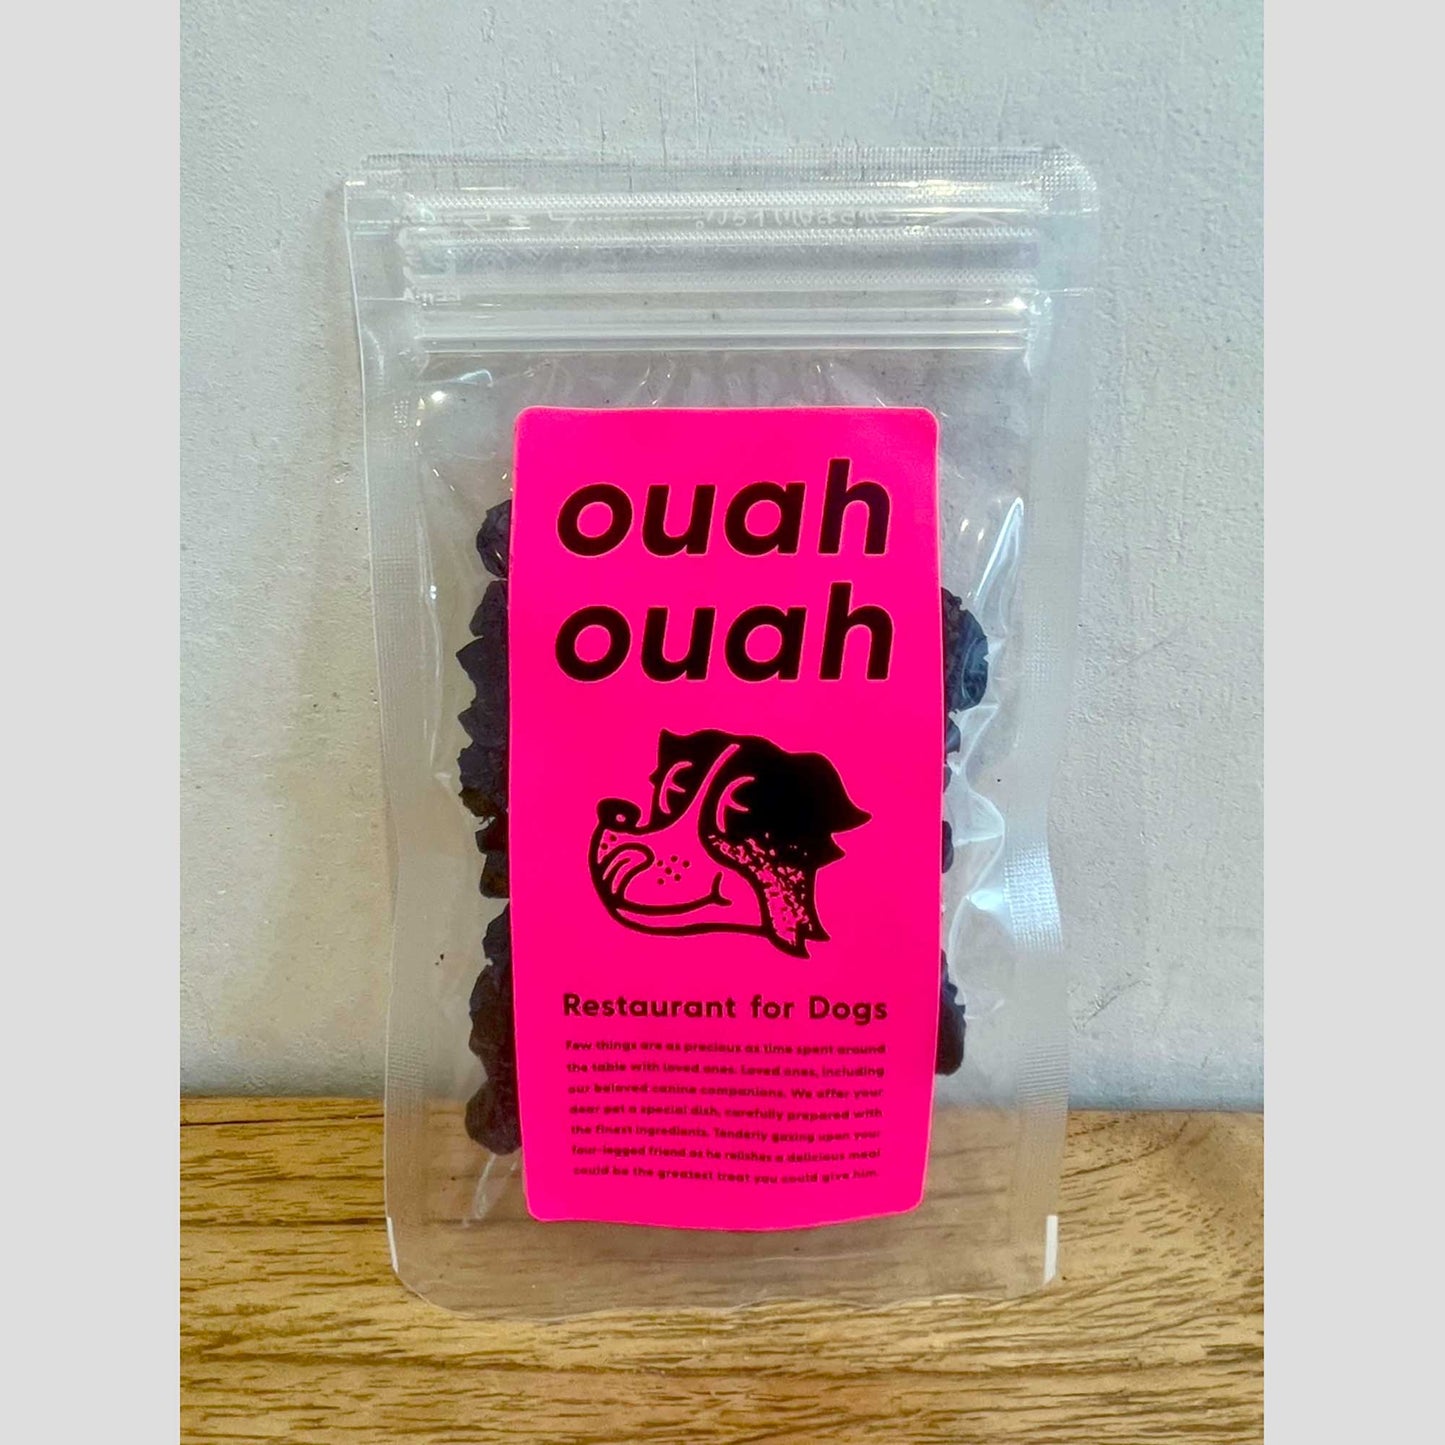 ouah
ouah
Restaurant for Dogs
Few things are as precious as time spent around
the table with loved ones. Loved ones, including
our beloved canine companions. We offer your
dear pet a special dish, carefully prepared with
the finest ingredients. Tenderly gazing upon your
four-legged friend as he relishes a delicious meal
could be the greatest treat you could give him.